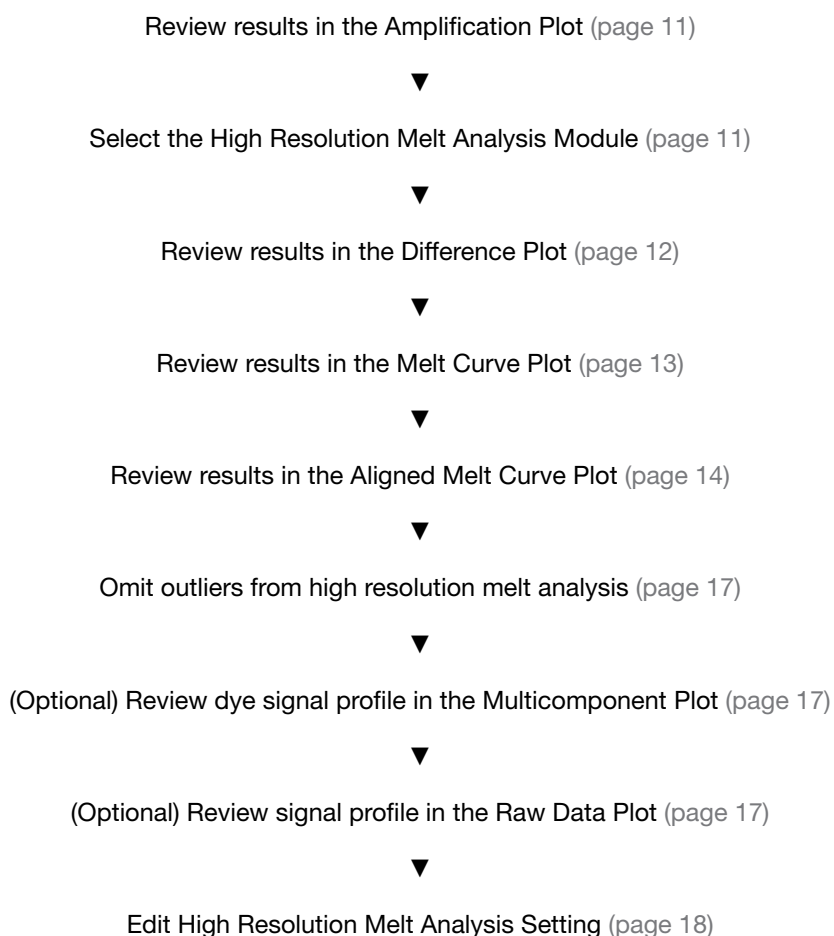 Review results in the Amplification Plot (page 11)
▼
Select the High Resolution Melt Analysis Module (page 11)
▼
Review results in the Difference Plot (page 12)
▼
Review results in the Melt Curve Plot (page 13)
▼
Review results in the Aligned Melt Curve Plot (page 14)
▼
Omit outliers from high resolution melt analysis (page 17)
▼
(Optional) Review dye signal profile in the Multicomponent Plot (page 17)
▼
(Optional) Review signal profile in the Raw Data Plot (page 17)
▼
Edit High Resolution Melt Analysis Setting (page 18)